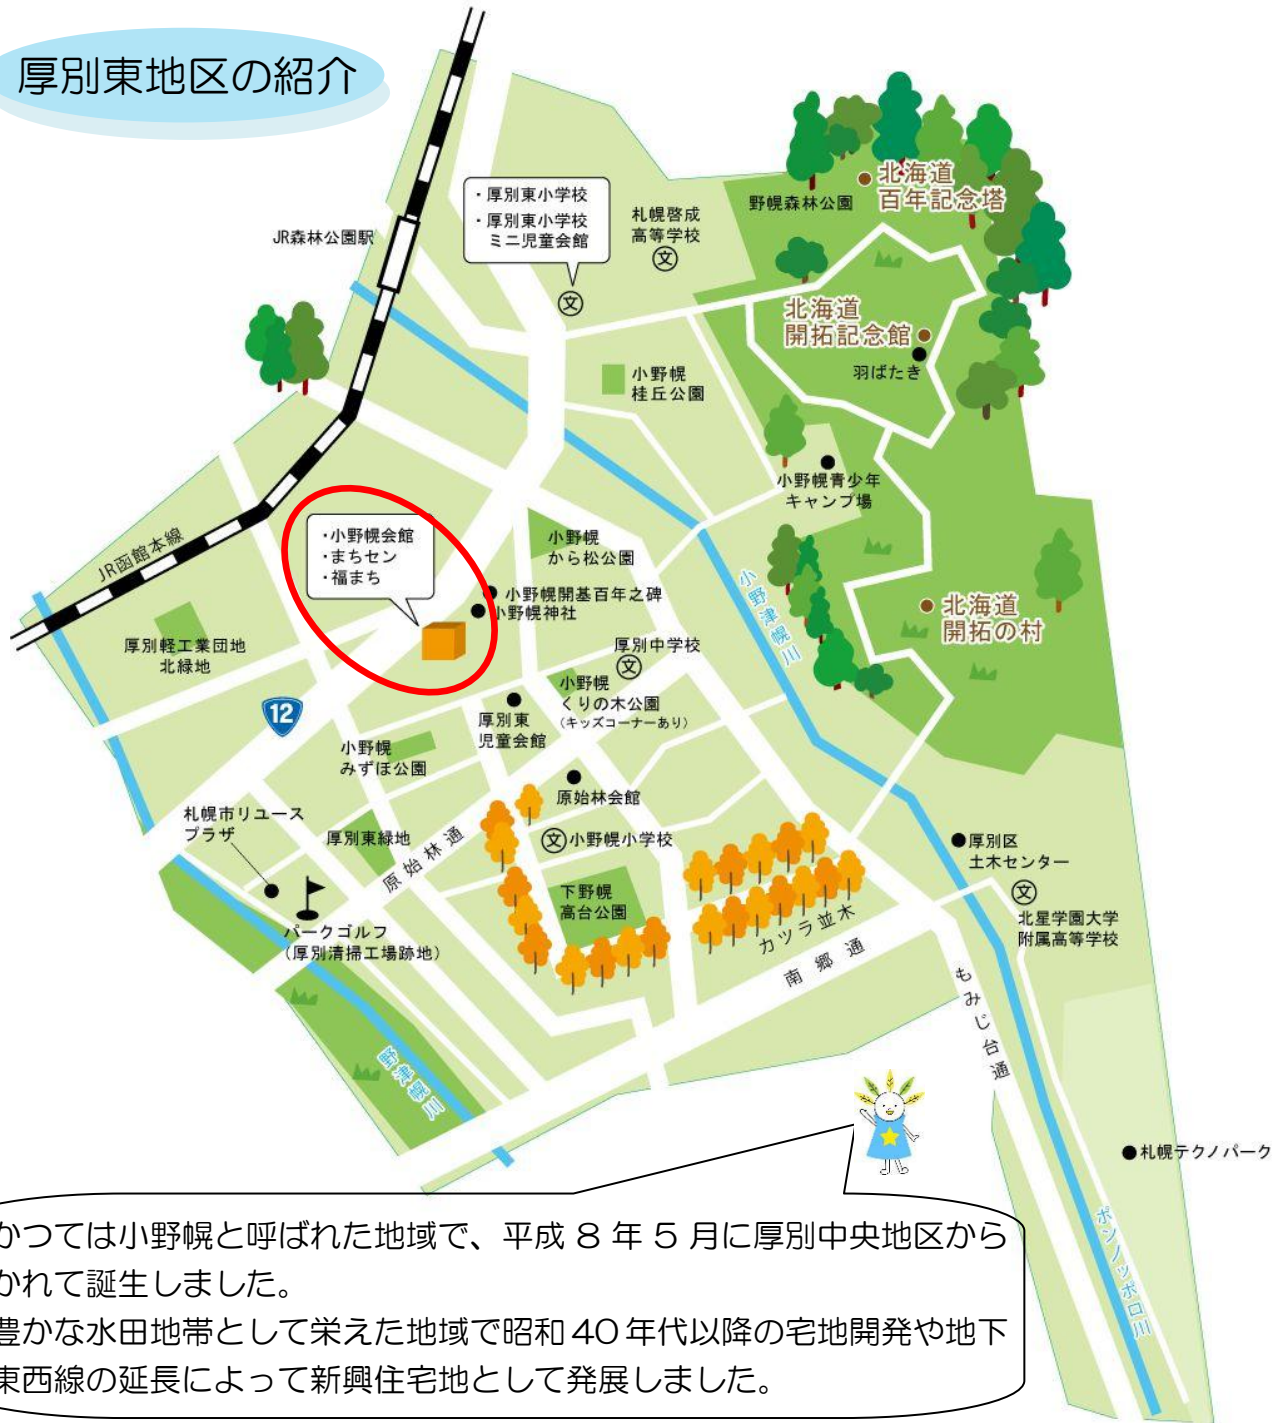 厚別東地区の紹介
・厚別東小学校
・厚別東小学校
ミニ児童会館
文
札幌啓成
高等学校
文
野幌森林公園
北海道
百年記念塔
JR森林公園駅
北海道
開拓記念館
羽ばたき
小野幌
桂丘公園
小野幌青少年
キャンプ場
JR函館本線
・小野幌会館
・まちセン
・福まち
小野幌
から松公園
小野幌開基百年之碑
小野幌神社
小野津幌川
北海道
開拓の村
厚別軽工業団地
北緑地
厚別中学校
文
12
厚別東
児童会館
小野幌
くりの木公園
(キッズコーナーあり)
小野幌
みずほ公園
原始林会館
札幌市リユース
プラザ
厚別東緑地
原始林通
文小野幌小学校
厚別区
土木センター
下野幌
高台公園
文
北星学園大学
附属高等学校
パークゴルフ
(厚別清掃工場跡地)
カツラ並木
南郷通
もみじ台通
野津幌川
札幌テクノパーク
ポンノッポロ川
かつては小野幌と呼ばれた地域で、平成8年5月に厚別中央地区から
かれて誕生しました。
豊かな水田地帯として栄えた地域で昭和40年代以降の宅地開発や地下
東西線の延長によって新興住宅地として発展しました。